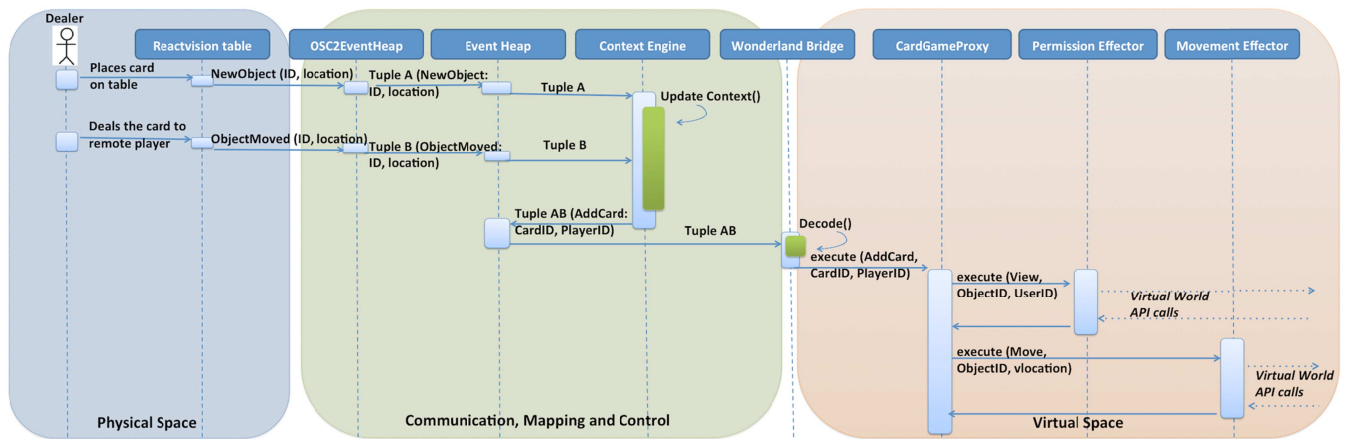 Dealer
Reactvision table
OSC2EventHeap
Event Heap
Context Engine
Wonderland Bridge
CardGameProxy
Permission Effector
Movement Effector
Places card
on table
NewObject (ID, location)
Tuple A (NewObject:
ID, location)
Tuple A
Update Context()
Deals the card to
remote player
ObjectMoved (ID, location)
Tuple B (ObjectMoved:
ID, location)
Tuple B
Tuple AB (AddCard:
CardID, PlayerID)
Tuple AB
Decode()
execute (AddCard,
CardID, PlayerID)
execute (View,
ObjectID, UserID)
Virtual World
API calls
execute (Move,
ObjectID, vlocation)
Virtual World
API calls
Physical Space
Communication, Mapping and Control
Virtual Space